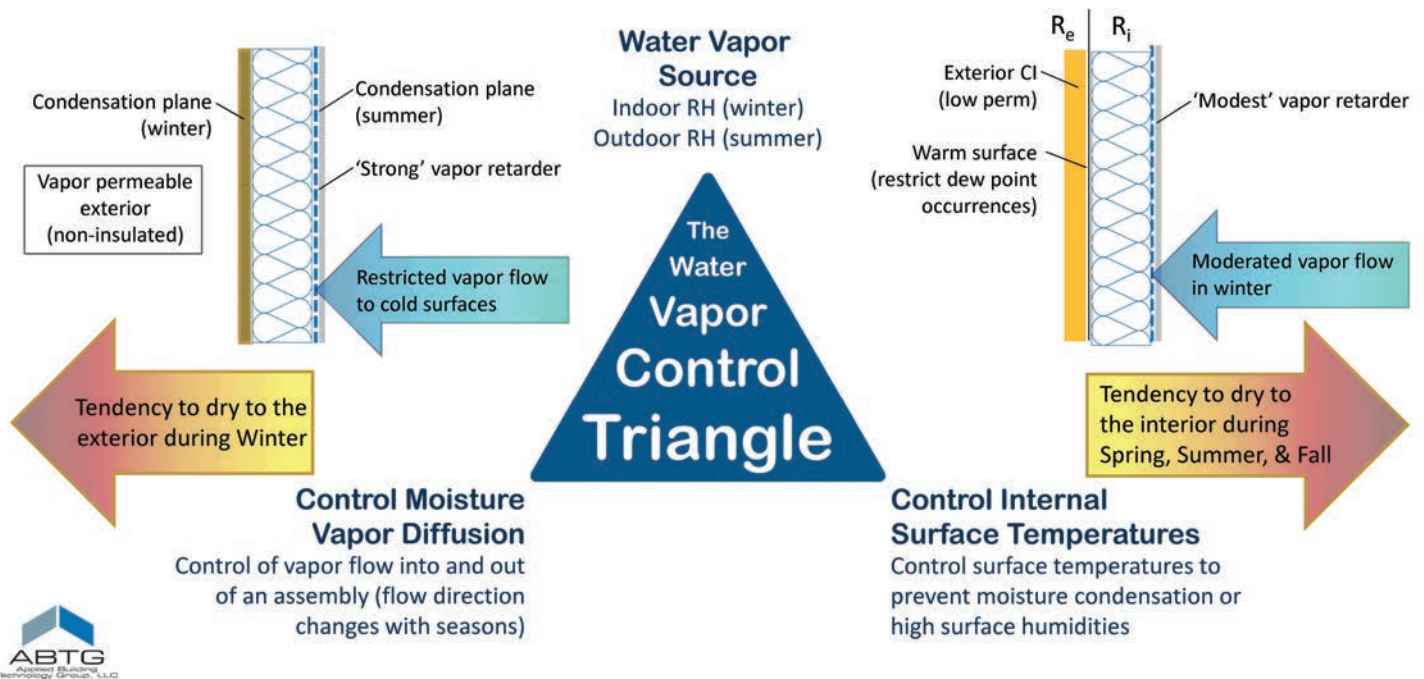 Water Vapor
Source
Indoor RH (winter)
Outdoor RH (summer)
Condensation plane
(winter)
Condensation plane
(summer)
'Strong' vapor retarder
Vapor permeable
exterior
(non-insulated)
Restricted vapor flow
to cold surfaces
Tendency to dry to the
exterior during Winter
The
Water
Vapor
Control
Triangle
Re
Ri
Exterior CI
(low perm)
'Modest' vapor retarder
Warm surface
(restrict dew point
occurrences)
Moderated vapor flow
in winter
Tendency to dry to
the interior during
Spring, Summer, & Fall
Control Moisture
Vapor Diffusion
Control of vapor flow into and out
of an assembly (flow direction
changes with seasons)
Control Internal
Surface Temperatures
Control surface temperatures to
prevent moisture condensation or
high surface humidities
ABTG
Applied Building
Technology Group, LLC